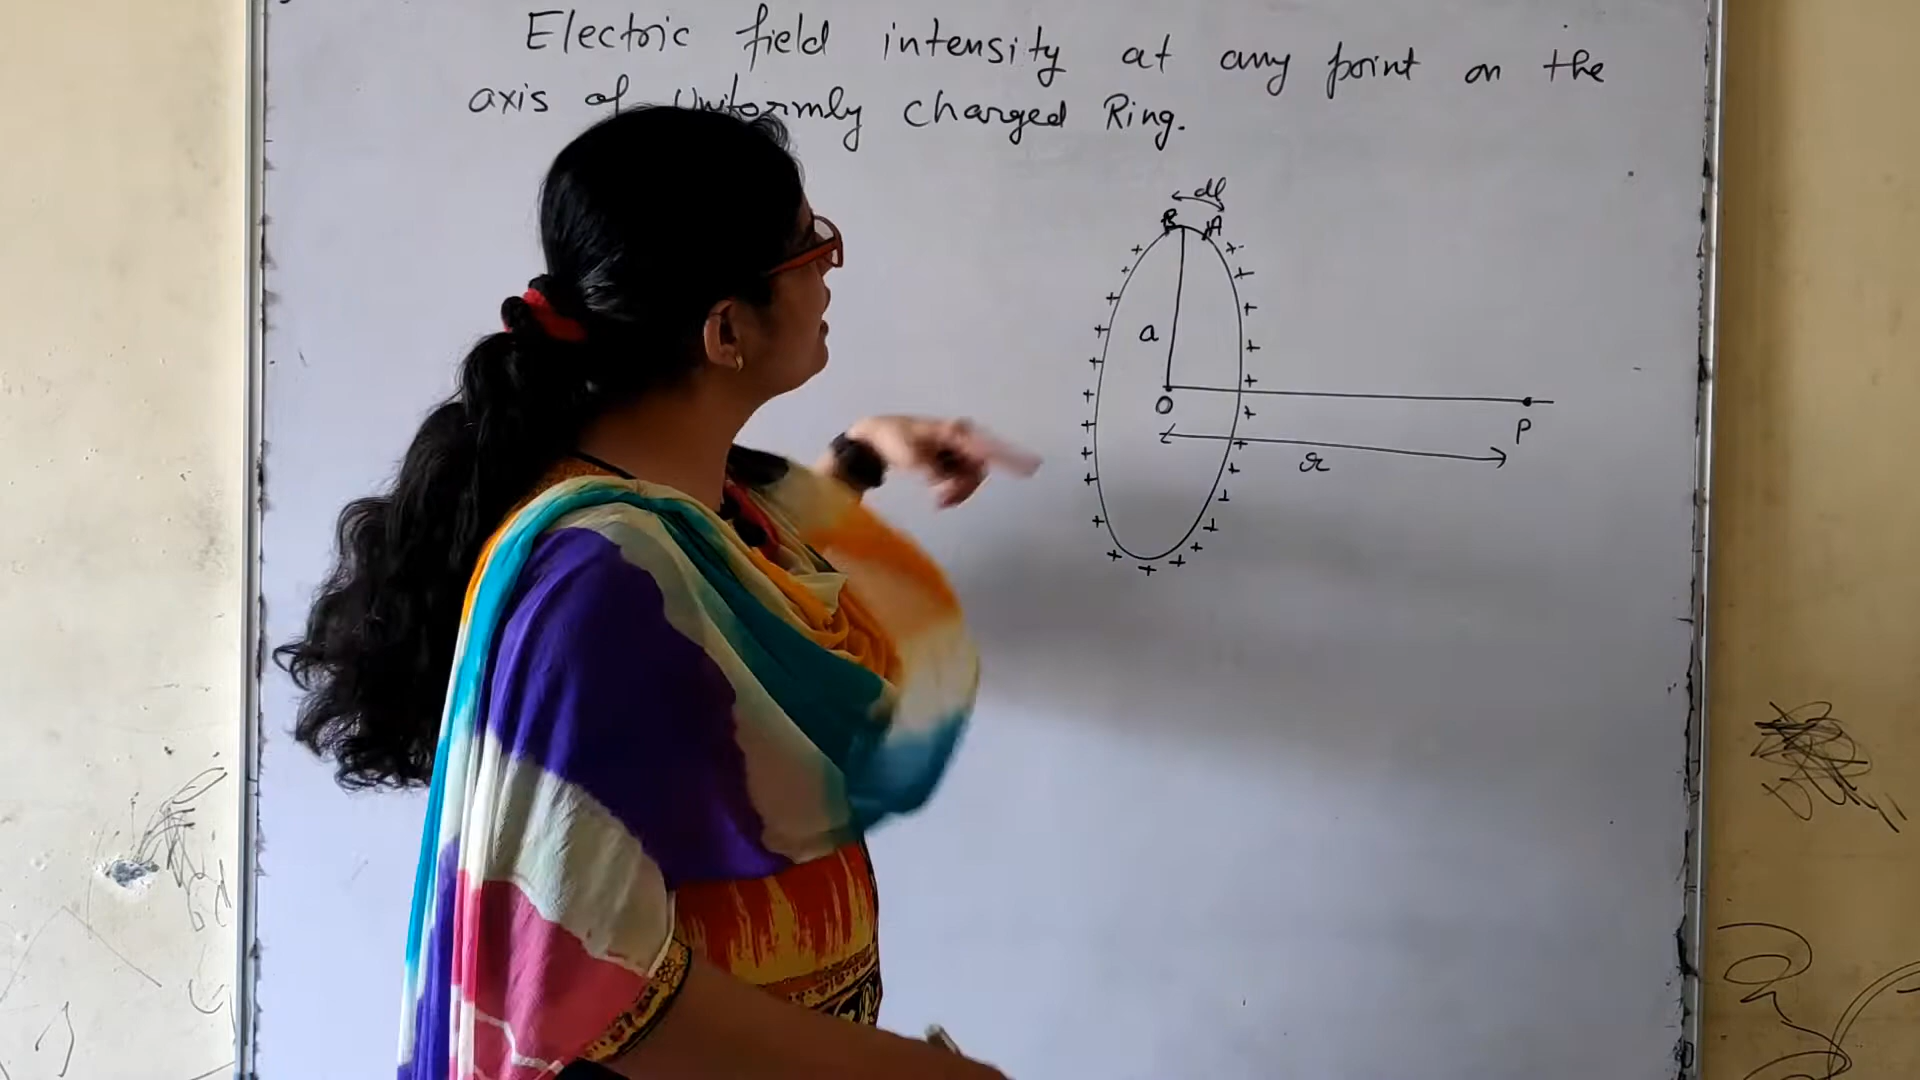 Electric field intensity at any point on the
axis of Uniformly Charged Ring.
dl
B A
a
O
P
r